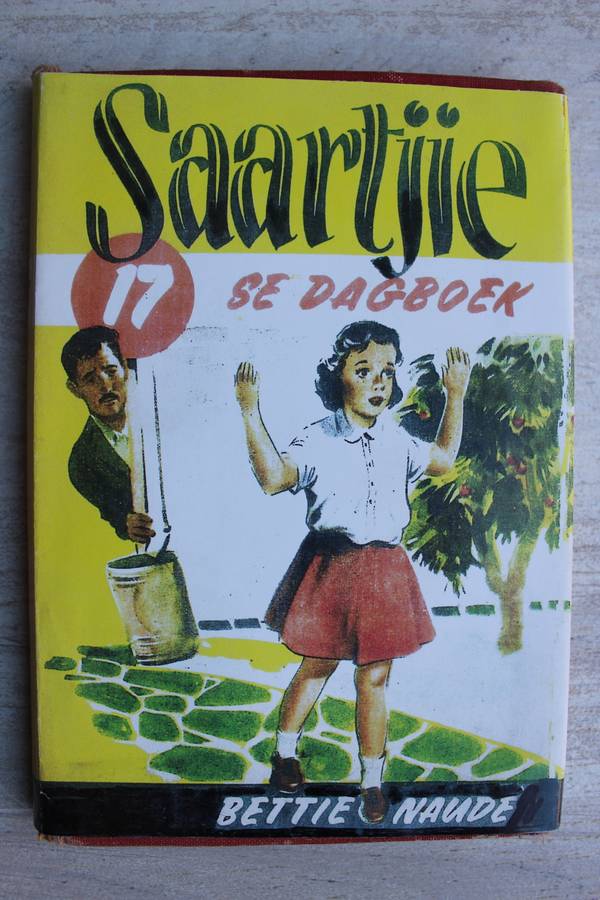 Saartjie
17
SE DAGBOEK
BETTIE NAUDE